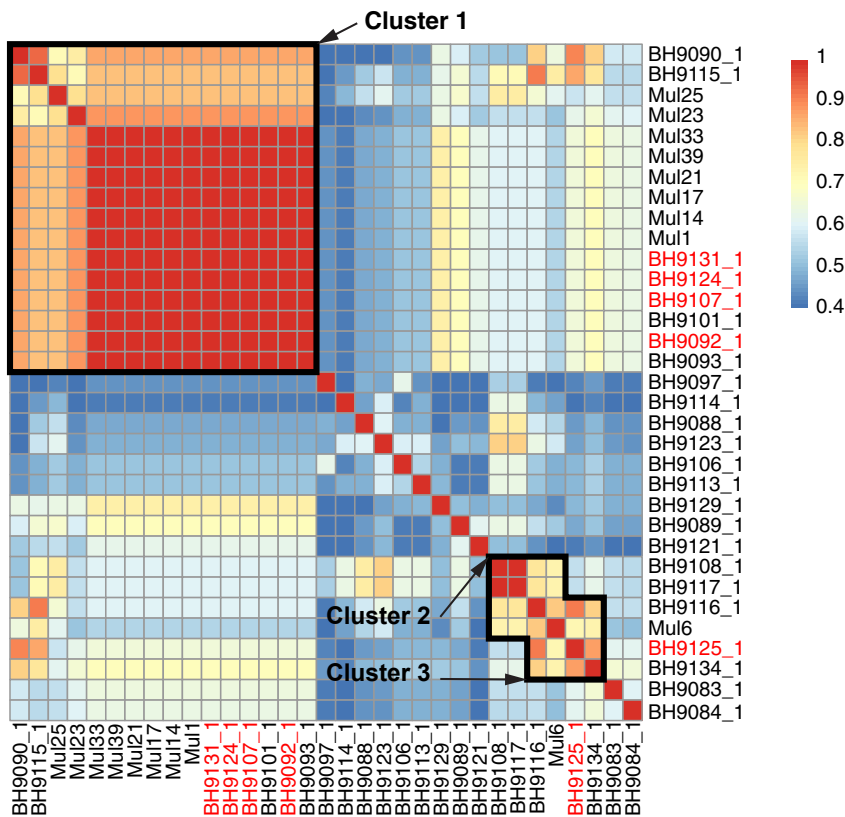 Cluster 1
BH9090_1
BH9115_1
Mul25
Mul23
Mul33
Mul39
Mul21
Mul17
Mul14
Mul1
BH9131_1
BH9124_1
BH9107_1
BH9101_1
BH9092_1
BH9093_1
BH9097_1
BH9114_1
BH9088_1
BH9123_1
BH9106_1
BH9113_1
BH9129_1
BH9089_1
BH9121_1
BH9108_1
BH9117_1
BH9116_1
Mul6
BH9125_1
BH9134_1
BH9083_1
BH9084_1
1
0.9
0.8
0.7
0.6
0.5
0.4
Cluster 2
Cluster 3
BH9090_1
BH9115_1
Mul25
Mul23
Mul33
Mul39
Mul21
Mul17
Mul14
Mul1
BH9131_1
BH9124_1
BH9107_1
BH9101_1
BH9092_1
BH9093_1
BH9097_1
BH9114_1
BH9088_1
BH9123_1
BH9106_1
BH9113_1
BH9129_1
BH9089_1
BH9121_1
BH9108_1
BH9117_1
BH9116_1
Mul6
BH9125_1
BH9134_1
BH9083_1
BH9084_1